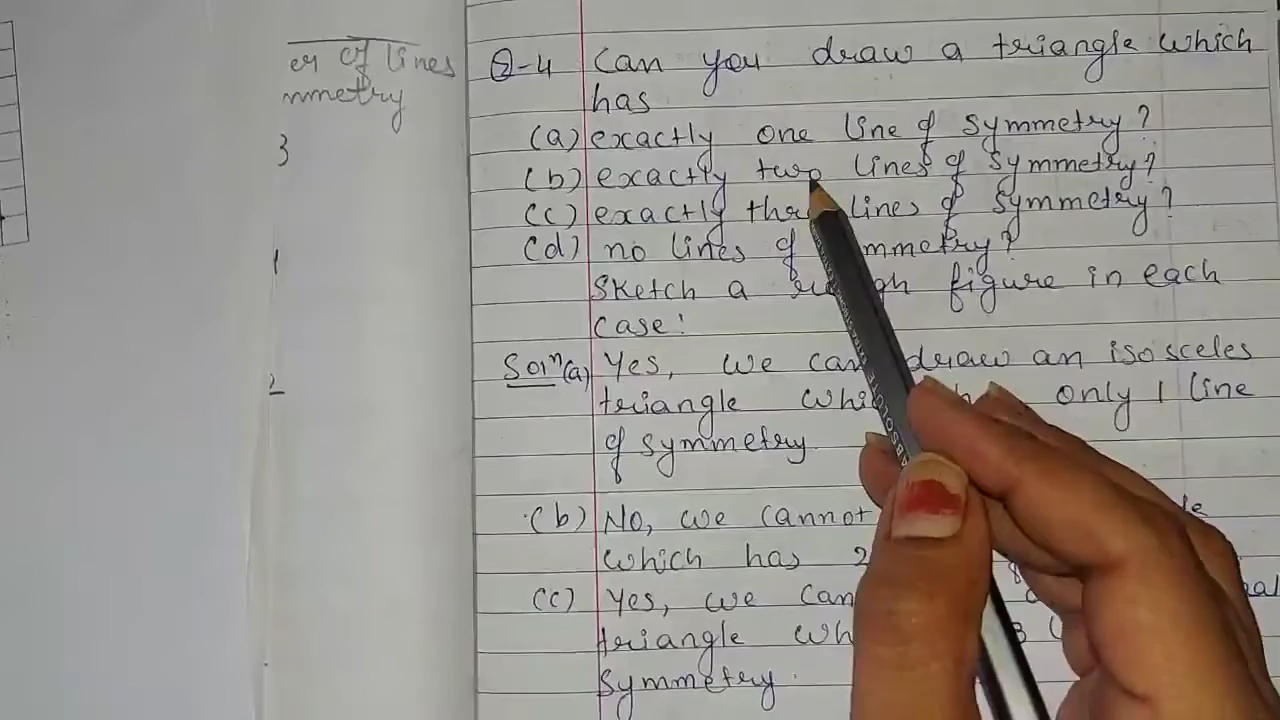 er of lines
mmetry
3
1
2
Q-4 Can you draw a triangle which
has
(a) exactly one line of symmetry?
(b) exactly two lines of symmetry?
(c) exactly lines of symmetry?
(d) no lines of mmetry?
Sketch a figure in each
case:
Solⁿ (a) Yes, we can draw an isosceles
triangle only 1 line
of symmetry
(b) No, we cannot
which has 2
(c) Yes, we can
triangle 3
symmetry.